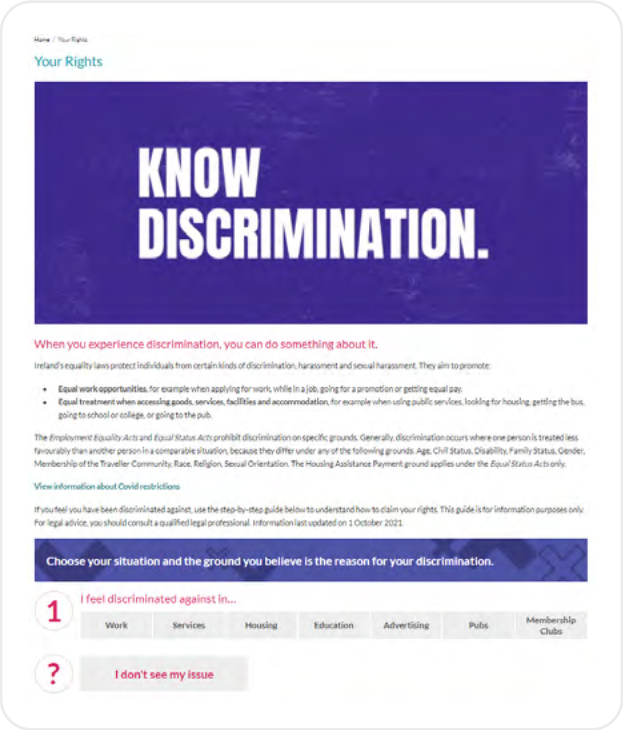 Home / Your Rights
Your Rights
KNOW
DISCRIMINATION.
When you experience discrimination, you can do something about it.
Ireland's equality laws protect individuals from certain kinds of discrimination, harassment and sexual harassment. They aim to promote:
• Equal work opportunities, for example when applying for work, while in a job, going for a promotion or getting equal pay.
• Equal treatment when accessing goods, services, facilities and accommodation, for example when using public services, looking for housing, getting the bus,
going to school or college, or going to the pub.
The Employment Equality Acts and Equal Status Acts prohibit discrimination on specific grounds. Generally, discrimination occurs where one person is treated less
favourably than another person in a comparable situation, because they differ under any of the following grounds: Age, Civil Status, Disability, Family Status, Gender,
Membership of the Traveller Community, Race, Religion, Sexual Orientation. The Housing Assistance Payment ground applies under the Equal Status Acts only.
View information about Covid restrictions
If you feel you have been discriminated against, use the step-by-step guide below to understand how to claim your rights. This guide is for information purposes only.
For legal advice, you should consult a qualified legal professional. Information last updated on 1 October 2021.
Choose your situation and the ground you believe is the reason for your discrimination.
1 I feel discriminated against in...
Work Services Housing Education Advertising Pubs Membership
Clubs
? I don't see my issue